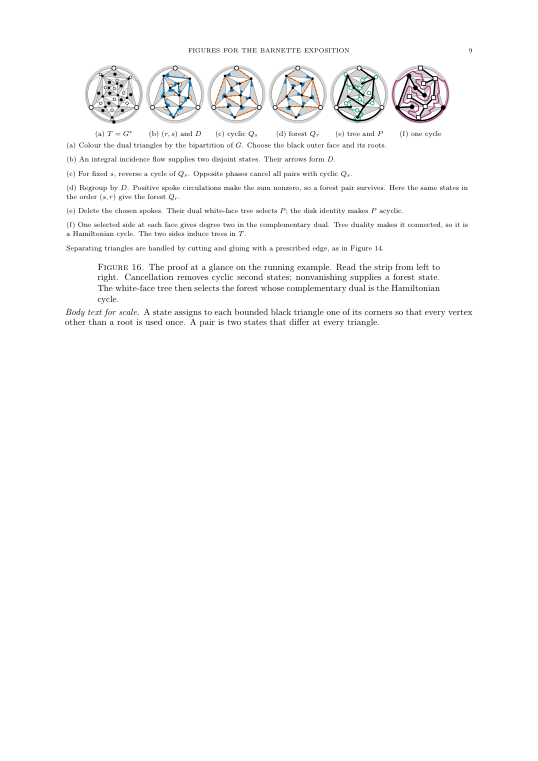 FIGURES FOR THE BARNETTE EXPOSITION 9
(a) T = G* (b) (r, s) and D (c) cyclic Qₛ (d) forest Qᵣ (e) tree and P (f) one cycle
(a) Colour the dual triangles by the bipartition of G. Choose the black outer face and its roots.
(b) An integral incidence flow supplies two disjoint states. Their arrows form D.
(c) For fixed s, reverse a cycle of Qₛ. Opposite phases cancel all pairs with cyclic Qₛ.
(d) Regroup by D. Positive spoke circulations make the sum nonzero, so a forest pair survives. Here the same states in
the order (s, r) give the forest Qᵣ.
(e) Delete the chosen spokes. Their dual white-face tree selects P; the disk identity makes P acyclic.
(f) One selected side at each face gives degree two in the complementary dual. Tree duality makes it connected, so it is
a Hamiltonian cycle. The two sides induce trees in T.
Separating triangles are handled by cutting and gluing with a prescribed edge, as in Figure 14.
FIGURE 16. The proof at a glance on the running example. Read the strip from left to
right. Cancellation removes cyclic second states; nonvanishing supplies a forest state.
The white-face tree then selects the forest whose complementary dual is the Hamiltonian
cycle.
Body text for scale. A state assigns to each bounded black triangle one of its corners so that every vertex
other than a root is used once. A pair is two states that differ at every triangle.